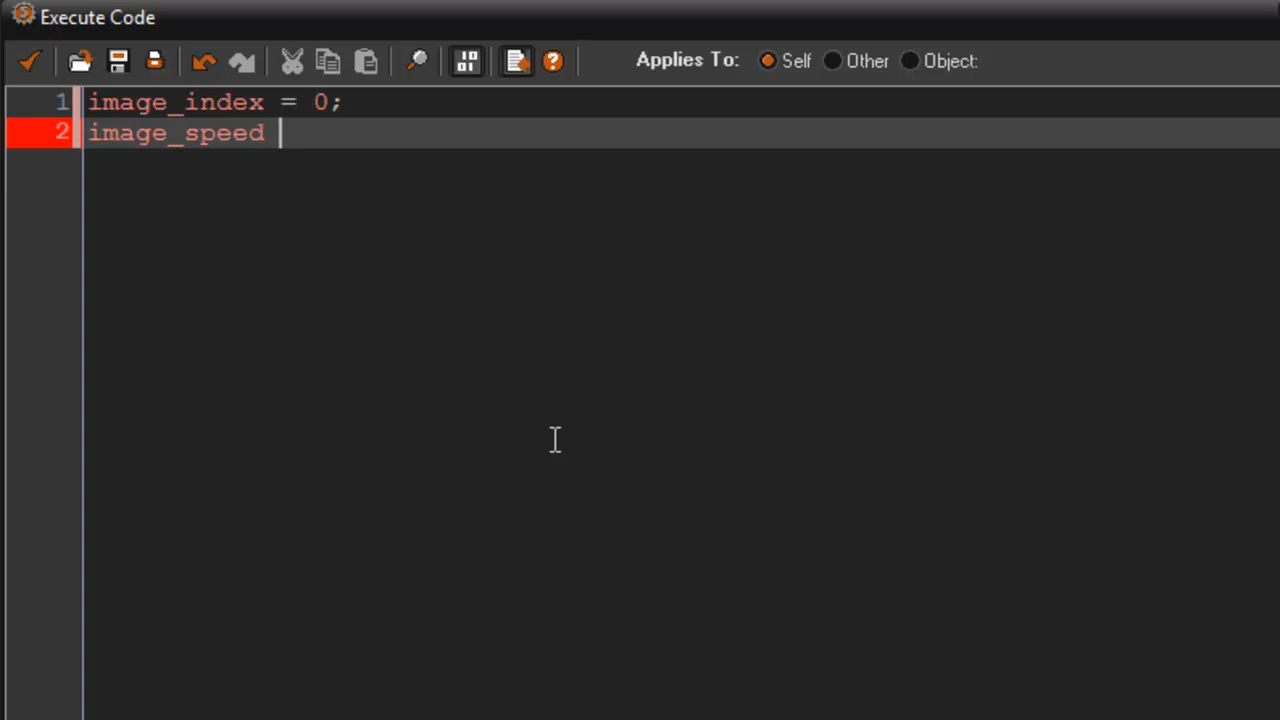 Execute Code
Applies To: Self Other Object:
1 image_index = 0;
2 image_speed